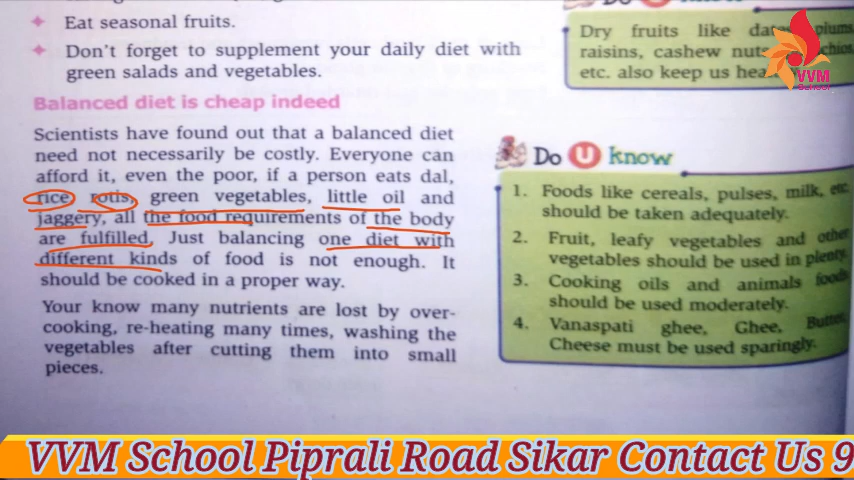 Eat seasonal fruits.
Don't forget to supplement your daily diet with
green salads and vegetables.
Balanced diet is cheap indeed
Scientists have found out that a balanced diet
need not necessarily be costly. Everyone can
afford it, even the poor, if a person eats dal,
rice rotis, green vegetables, little oil and
jaggery, all the food requirements of the body
are fulfilled. Just balancing one diet with
different kinds of food is not enough. It
should be cooked in a proper way.
Your know many nutrients are lost by over-
cooking, re-heating many times, washing the
vegetables after cutting them into small
pieces.
Dry fruits like plums
raisins, cashew
etc. also keep us
VVM
School
Do U know
1. Foods like cereals, pulses, milk, etc.
should be taken adequately.
2. Fruit, leafy vegetables and other
vegetables should be used in plenty.
3. Cooking oils and animals foods
should be used moderately.
4. Vanaspati ghee, Ghee, Butter,
Cheese must be used sparingly.
VVM School Piprali Road Sikar Contact Us 9